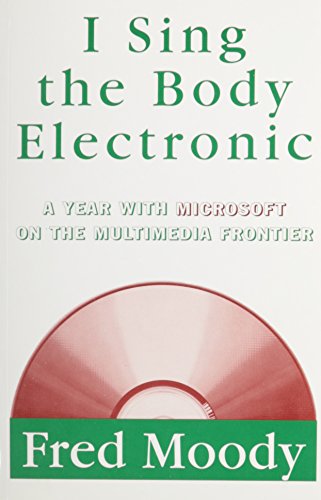 I Sing
the Body
Electronic
A YEAR WITH MICROSOFT
ON THE MULTIMEDIA FRONTIER
Fred Moody